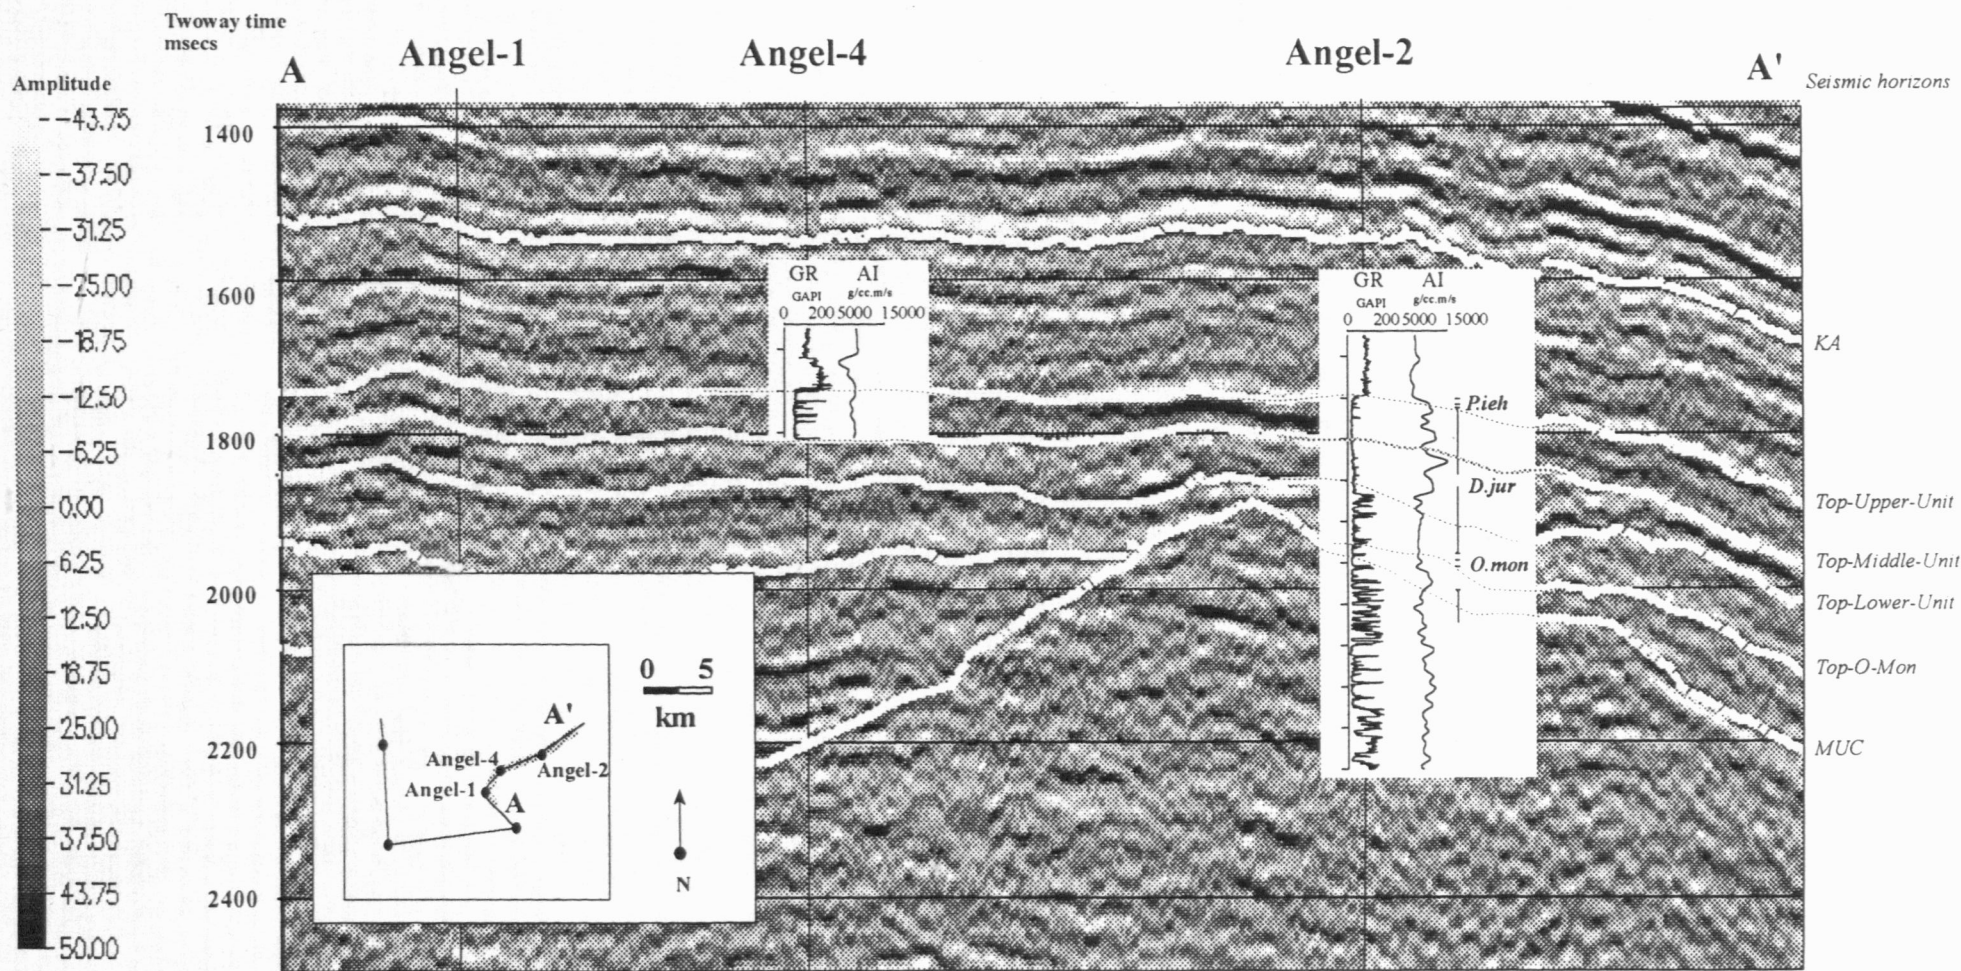 Twoway time
msecs
Angel-1
Angel-4
Angel-2
A
A'
Seismic horizons
Amplitude
-43.75
-37.50
-31.25
-25.00
-18.75
-12.50
-6.25
0.00
6.25
12.50
18.75
25.00
31.25
37.50
43.75
50.00
1400
1600
1800
2000
2200
2400
GR AI
GAPI g/cc.m/s
0 200 5000 15000
GR AI
GAPI g/cc.m/s
0 200 5000 15000
P.ieh
D.jur
O.mon
KA
Top-Upper-Unit
Top-Middle-Unit
Top-Lower-Unit
Top-O-Mon
MUC
0 5
km
A'
Angel-4
Angel-2
Angel-1
A
N